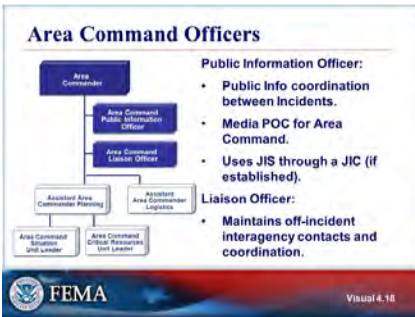 Area Command Officers
Area
Commander
Area Command
Public Information
Officer
Area Command
Liaison Officer
Assistant Area
Commander Planning
Assistant
Area Commander
Logistics
Area Command
Situation
Unit Leader
Area Command
Critical Resources
Unit Leader
Public Information Officer:
• Public Info coordination
between Incidents.
• Media POC for Area
Command.
• Uses JIS through a JIC (if
established).
Liaison Officer:
• Maintains off-incident
interagency contacts and
coordination.
FEMA
Visual 4.16